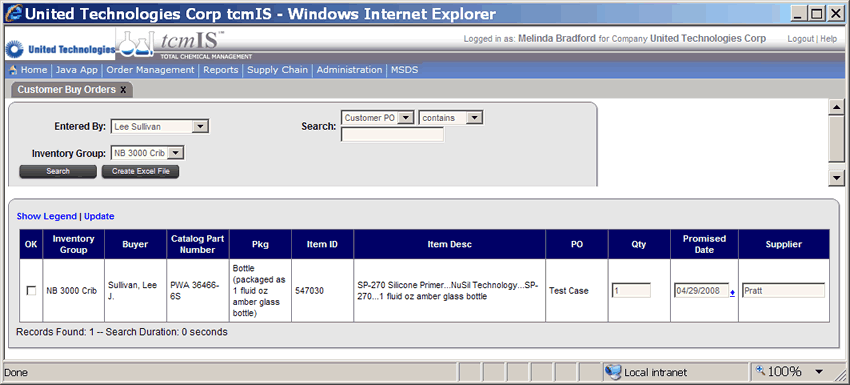 United Technologies Corp tcmIS - Windows Internet Explorer
United Technologies tcmIS™ Logged in as: Melinda Bradford for Company United Technologies Corp Logout | Help
TOTAL CHEMICAL MANAGEMENT
Home | Java App | Order Management | Reports | Supply Chain | Administration | MSDS
Customer Buy Orders x
Entered By: Lee Sullivan Search: Customer PO contains
Inventory Group: NB 3000 Crib
Search Create Excel File
Show Legend | Update
OK Inventory Group Buyer Catalog Part Number Pkg Item ID Item Desc PO Qty Promised Date Supplier
NB 3000 Crib
Sullivan, Lee
J.
PWA 36466-
6S
Bottle
(packaged as
1 fluid oz
amber glass
bottle)
547030
SP-270 Silicone Primer...NuSil Technology...SP-
270...1 fluid oz amber glass bottle
Test Case
1
04/29/2008
Pratt
Records Found: 1 -- Search Duration: 0 seconds
Done Local intranet 100%